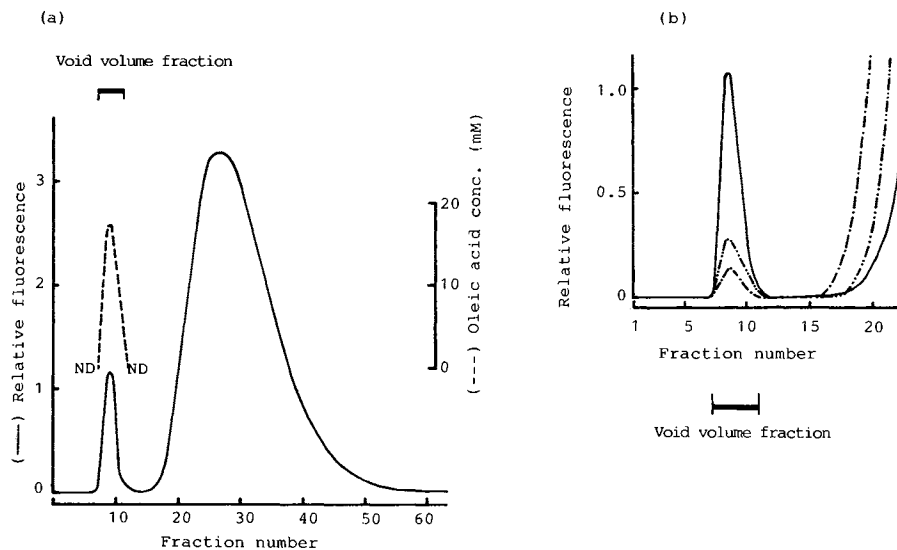 (a)
Void volume fraction
(——) Relative fluorescence
3
2
1
0
ND
ND
10
20
30
40
50
60
Fraction number
20
10
0
(---) Oleic acid conc. (mM)
(b)
Relative fluorescence
1.0
0.5
0
1
5
10
15
20
Fraction number
Void volume fraction